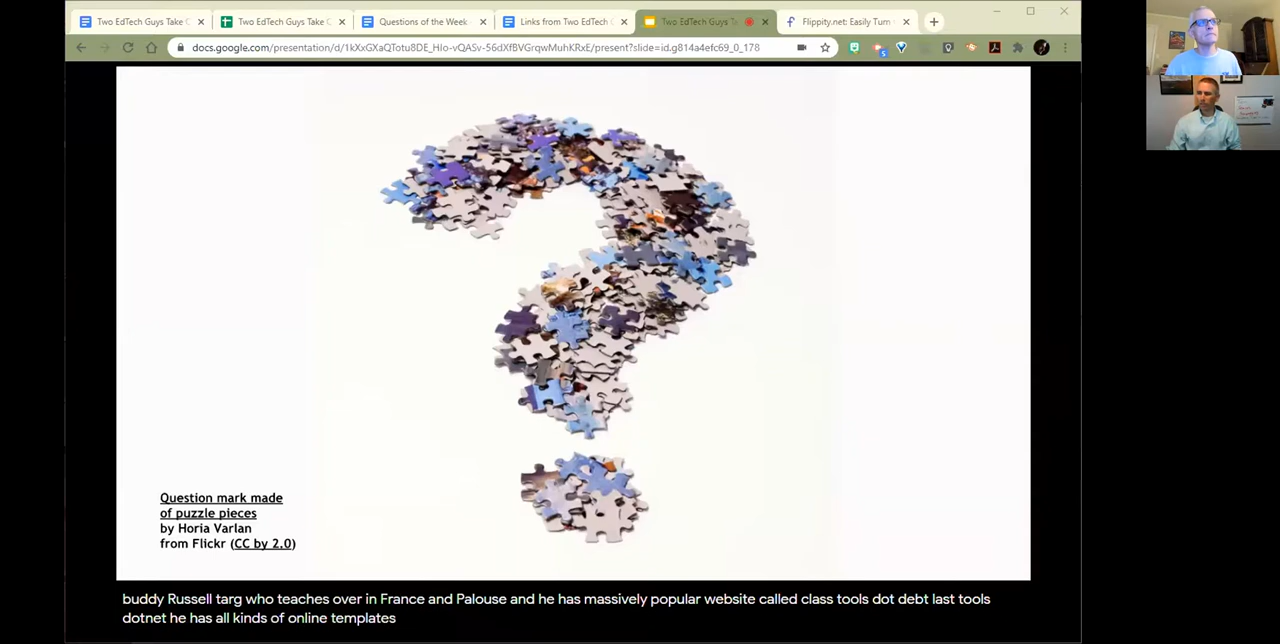 Two EdTech Guys Take C
Two EdTech Guys Take C
Questions of the Week
Links from Two EdTech
Two EdTech Guys Ta
Flippity.net: Easily Turn
docs.google.com/presentation/d/1kXxGXaQTotu8DE_Hlo-vQASv-56dXfBVGrqwMuhKRxE/present?slide=id.g814a4efc69_0_178
Question mark made
of puzzle pieces
by Horia Varlan
from Flickr (CC by 2.0)
buddy Russell targ who teaches over in France and Palouse and he has massively popular website called class tools dot debt last tools
dotnet he has all kinds of online templates